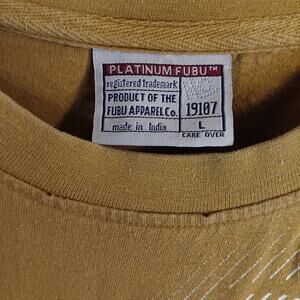 PLATINUM FUBU™
registered trademark
PRODUCT OF THE
FUBU APPAREL Co.
19107
made in India
L
CARE OVER